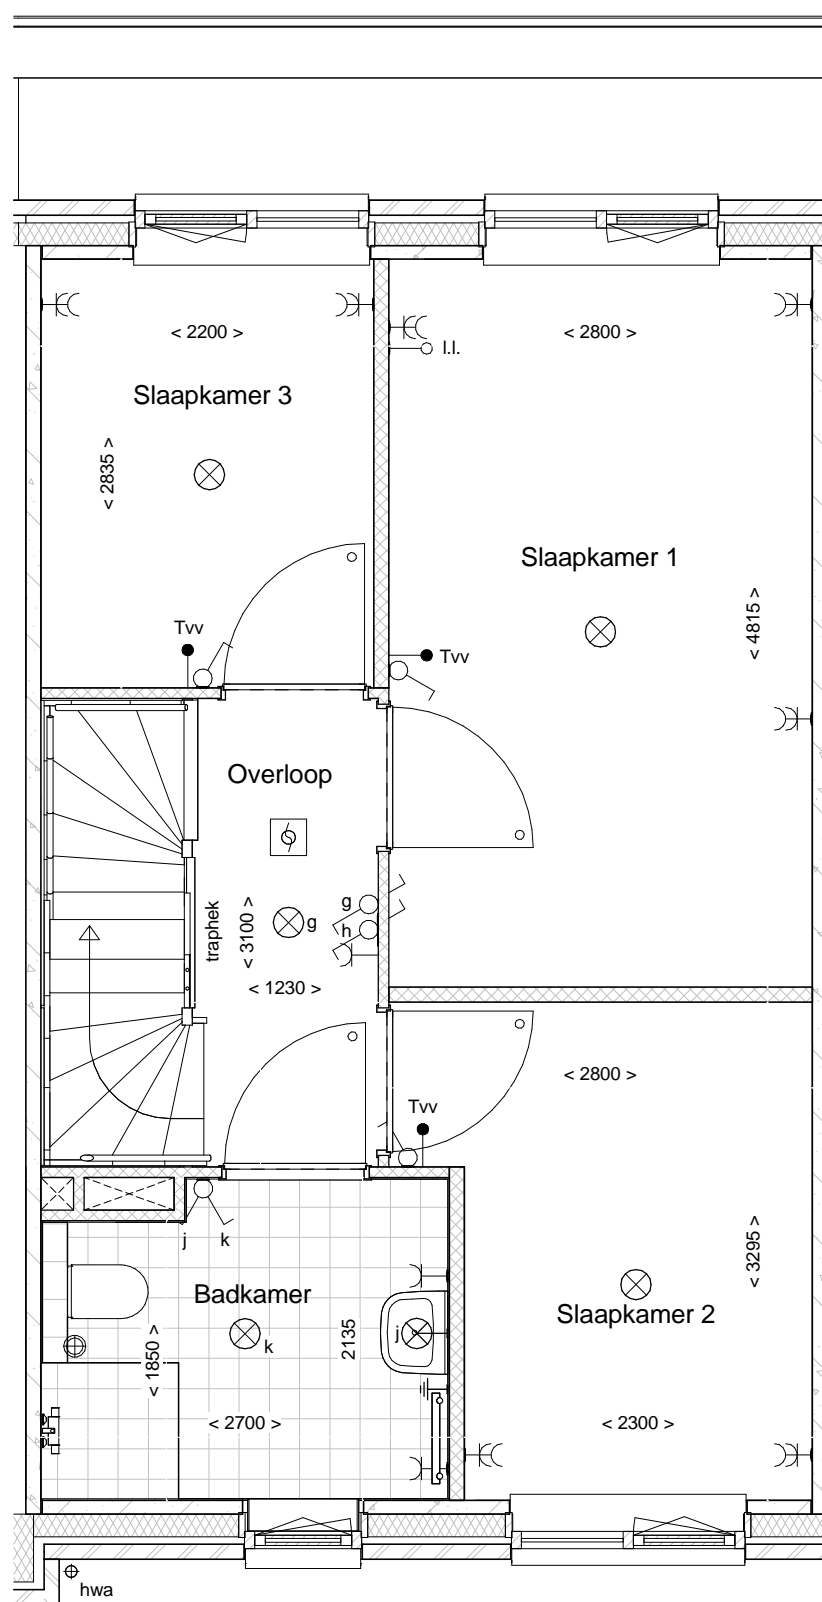 < 2200 >
< 2800 >
l.l.
Slaapkamer 3
< 2835 >
Slaapkamer 1
< 4815 >
Tvv
Tvv
Overloop
traphek
< 3100 >
g
g
h
< 1230 >
< 2800 >
Tvv
j
k
< 3295 >
Badkamer
Slaapkamer 2
k
j
2135
< 1850 >
< 2700 >
< 2300 >
hwa